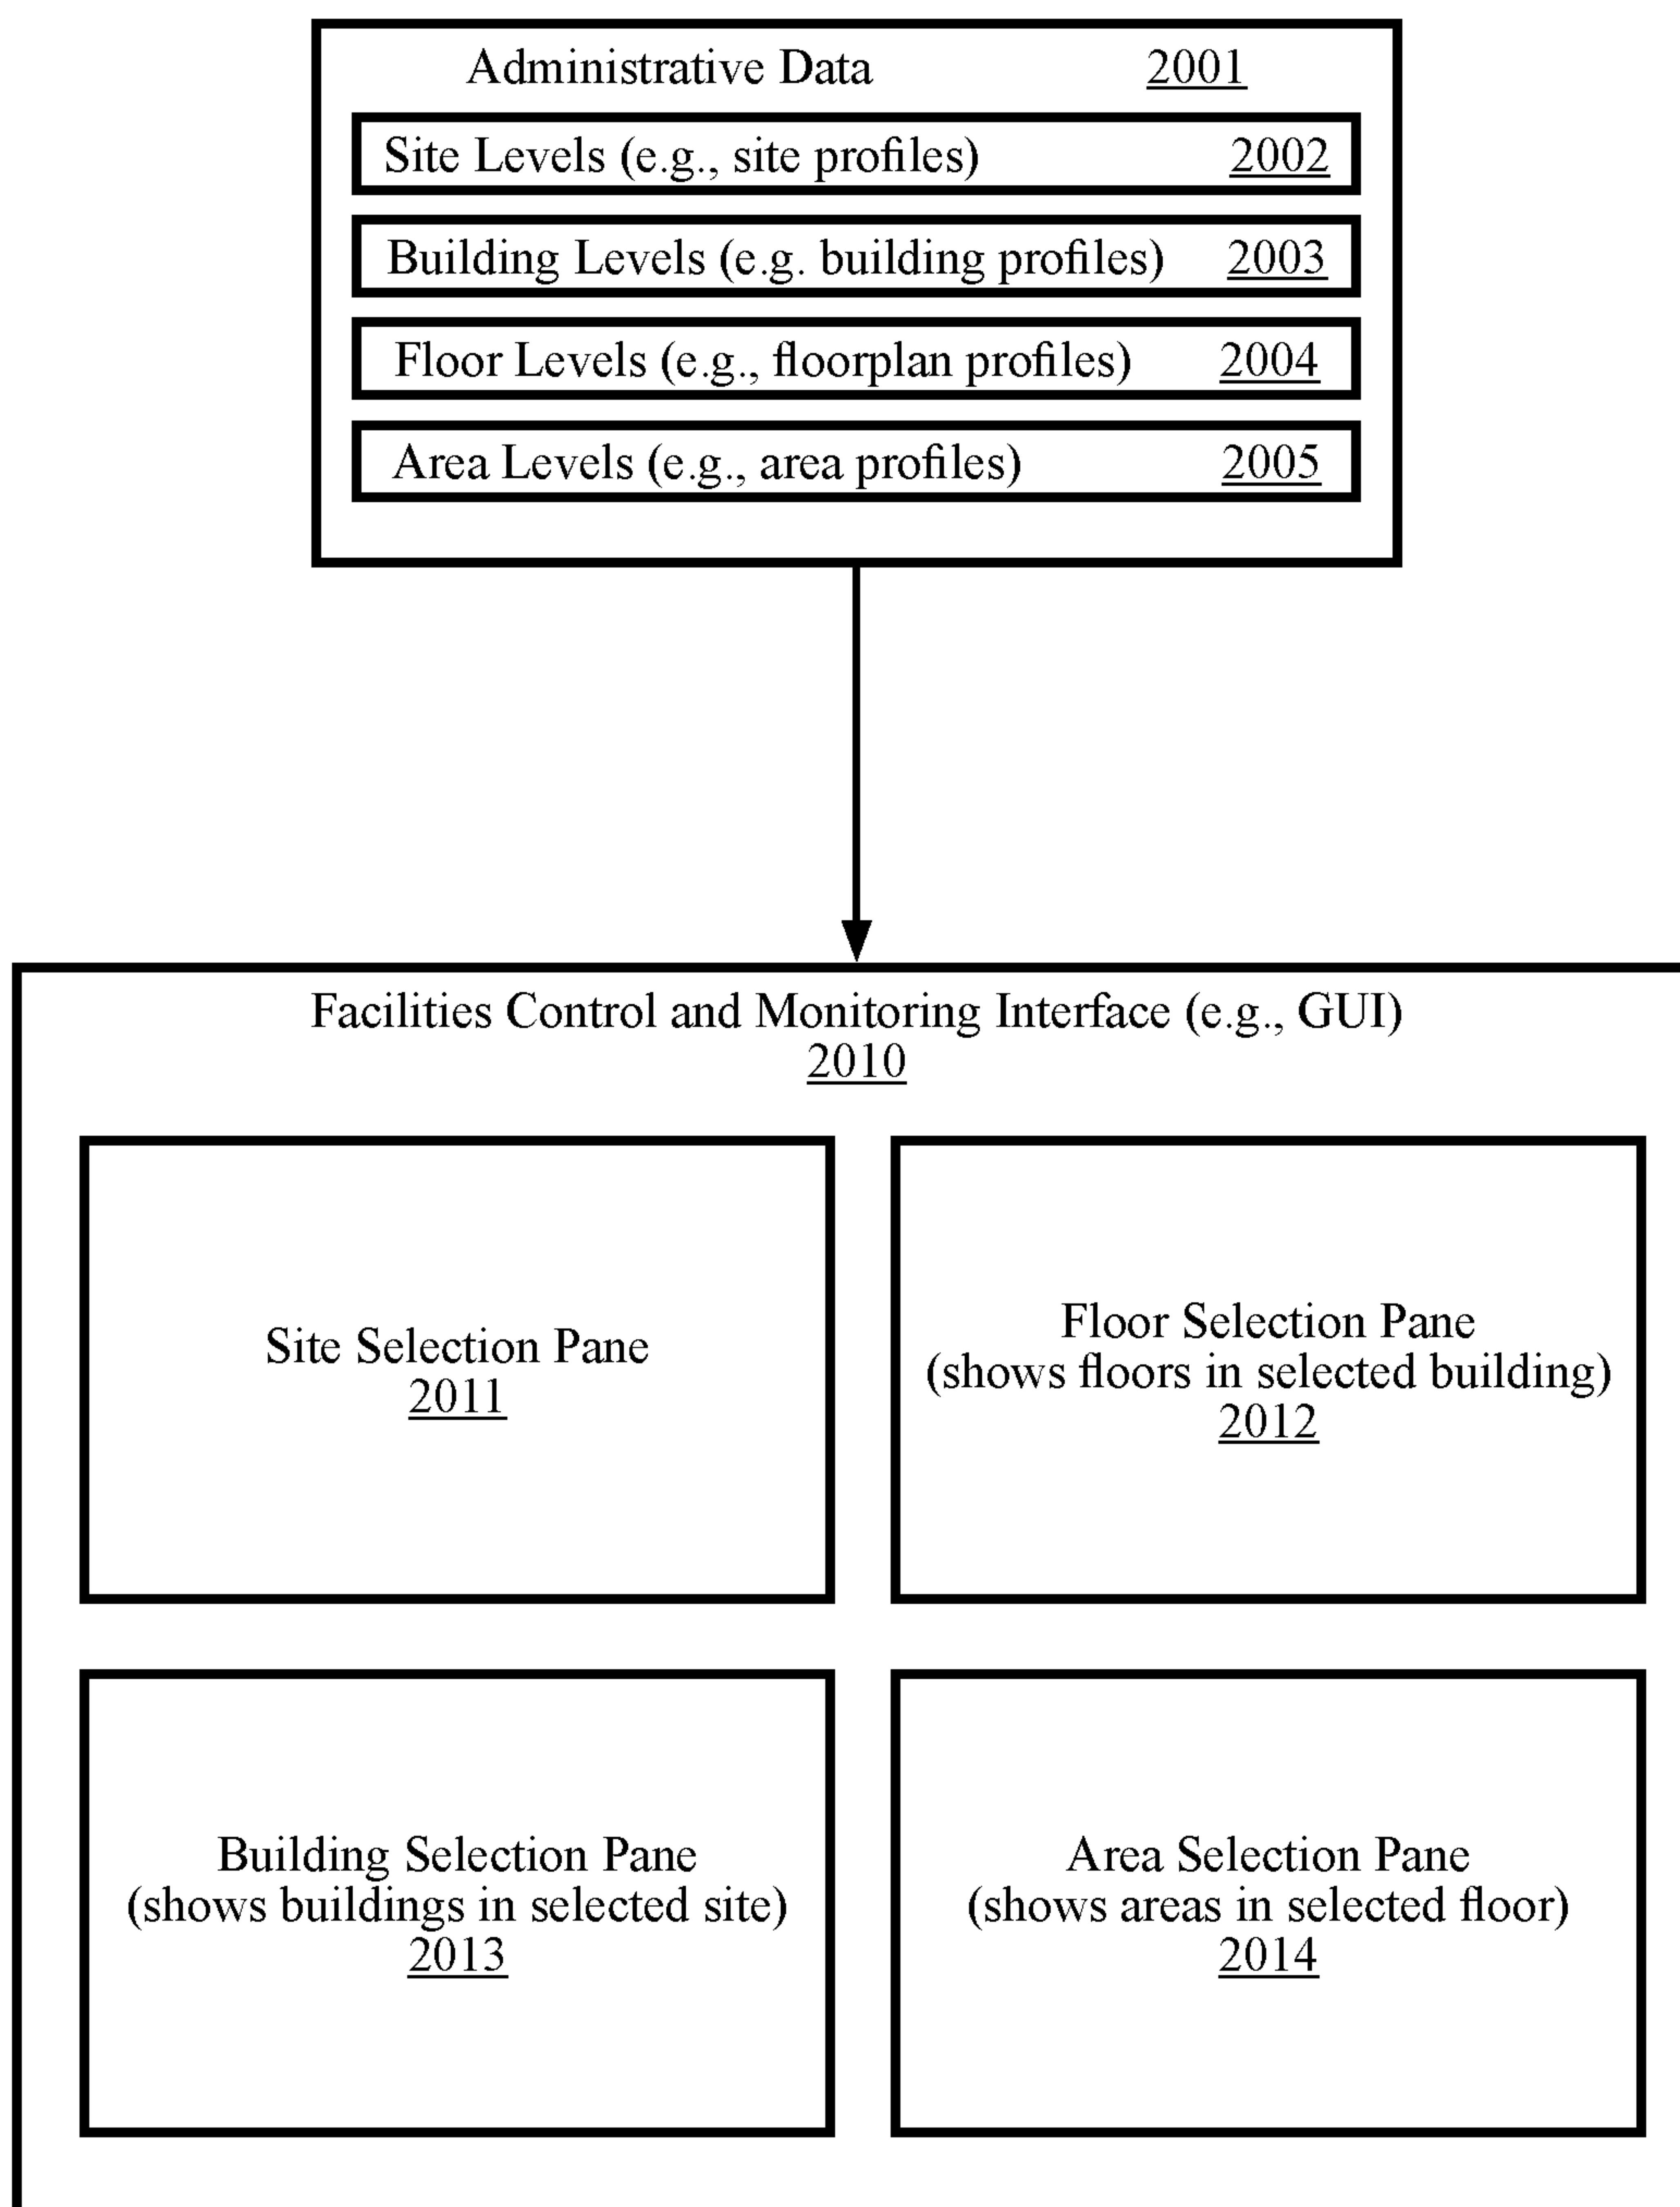 Administrative Data 2001
Site Levels (e.g., site profiles) 2002
Building Levels (e.g. building profiles) 2003
Floor Levels (e.g., floorplan profiles) 2004
Area Levels (e.g., area profiles) 2005
Facilities Control and Monitoring Interface (e.g., GUI)
2010
Site Selection Pane
2011
Floor Selection Pane
(shows floors in selected building)
2012
Building Selection Pane
(shows buildings in selected site)
2013
Area Selection Pane
(shows areas in selected floor)
2014